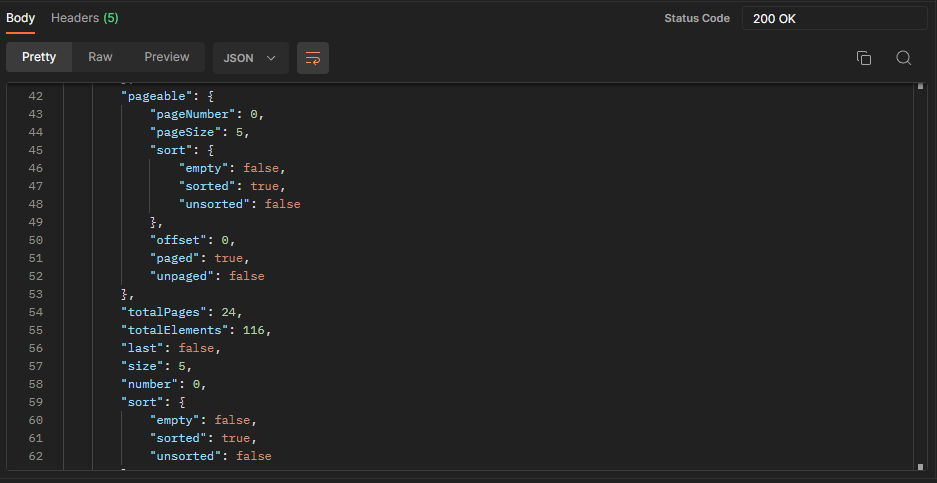 Body Headers (5) Status Code 200 OK
Pretty Raw Preview JSON
42 "pageable": {
43 "pageNumber": 0,
44 "pageSize": 5,
45 "sort": {
46 "empty": false,
47 "sorted": true,
48 "unsorted": false
49 },
50 "offset": 0,
51 "paged": true,
52 "unpaged": false
53 },
54 "totalPages": 24,
55 "totalElements": 116,
56 "last": false,
57 "size": 5,
58 "number": 0,
59 "sort": {
60 "empty": false,
61 "sorted": true,
62 "unsorted": false